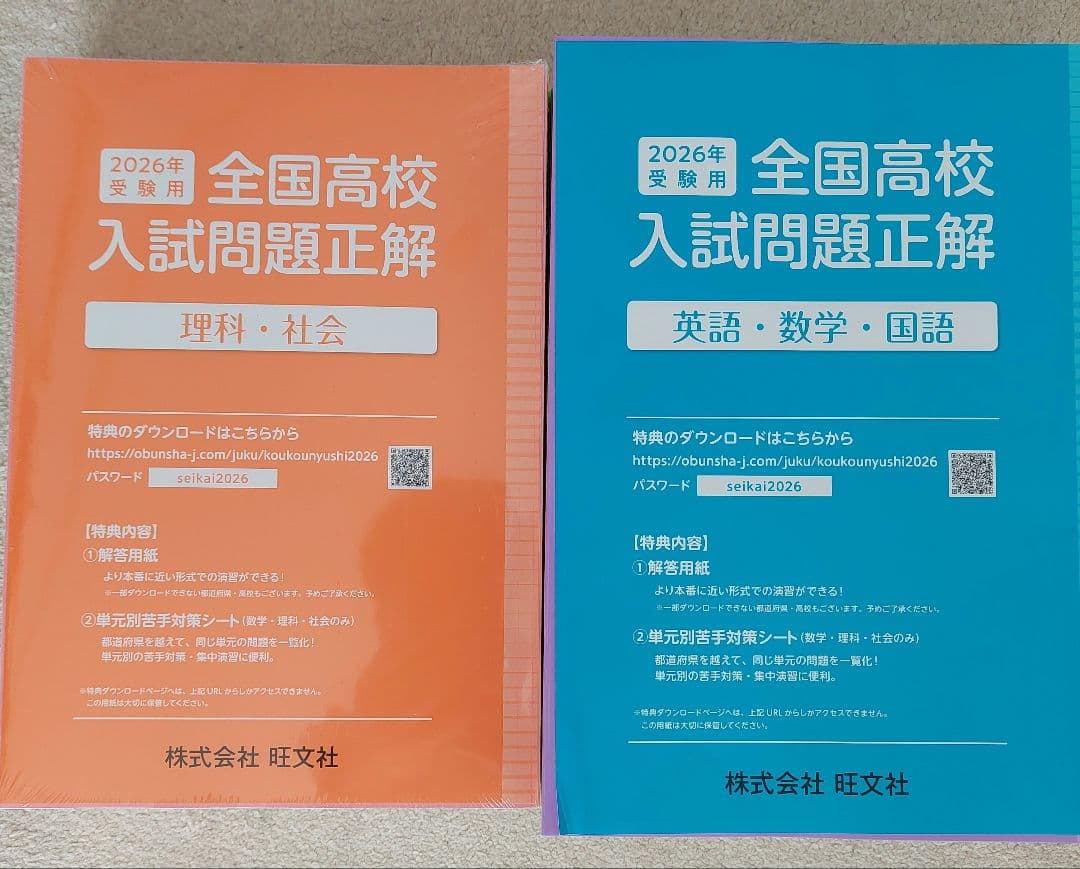 2026年
受験用
全国高校
入試問題正解
理科・社会
特典のダウンロードはこちらから
https://obunsha-j.com/juku/koukounyushi2026
パスワード seikai2026
【特典内容】
①解答用紙
より本番に近い形式での演習ができる!
※一部ダウンロードできない都道府県・高校もございます。予めご了承ください。
②単元別苦手対策シート(数学・理科・社会のみ)
都道府県を越えて、同じ単元の問題を一覧化!
単元別の苦手対策・集中演習に便利。
※特典ダウンロードページへは、上記URLからしかアクセスできません。
この用紙は大切に保管してください。
株式会社 旺文社
2026年
受験用
全国高校
入試問題正解
英語・数学・国語
特典のダウンロードはこちらから
https://obunsha-j.com/juku/koukounyushi2026
パスワード seikai2026
【特典内容】
①解答用紙
より本番に近い形式での演習ができる!
※一部ダウンロードできない都道府県・高校もございます。予めご了承ください。
②単元別苦手対策シート(数学・理科・社会のみ)
都道府県を越えて、同じ単元の問題を一覧化!
単元別の苦手対策・集中演習に便利。
※特典ダウンロードページへは、上記URLからしかアクセスできません。
この用紙は大切に保管してください。
株式会社 旺文社